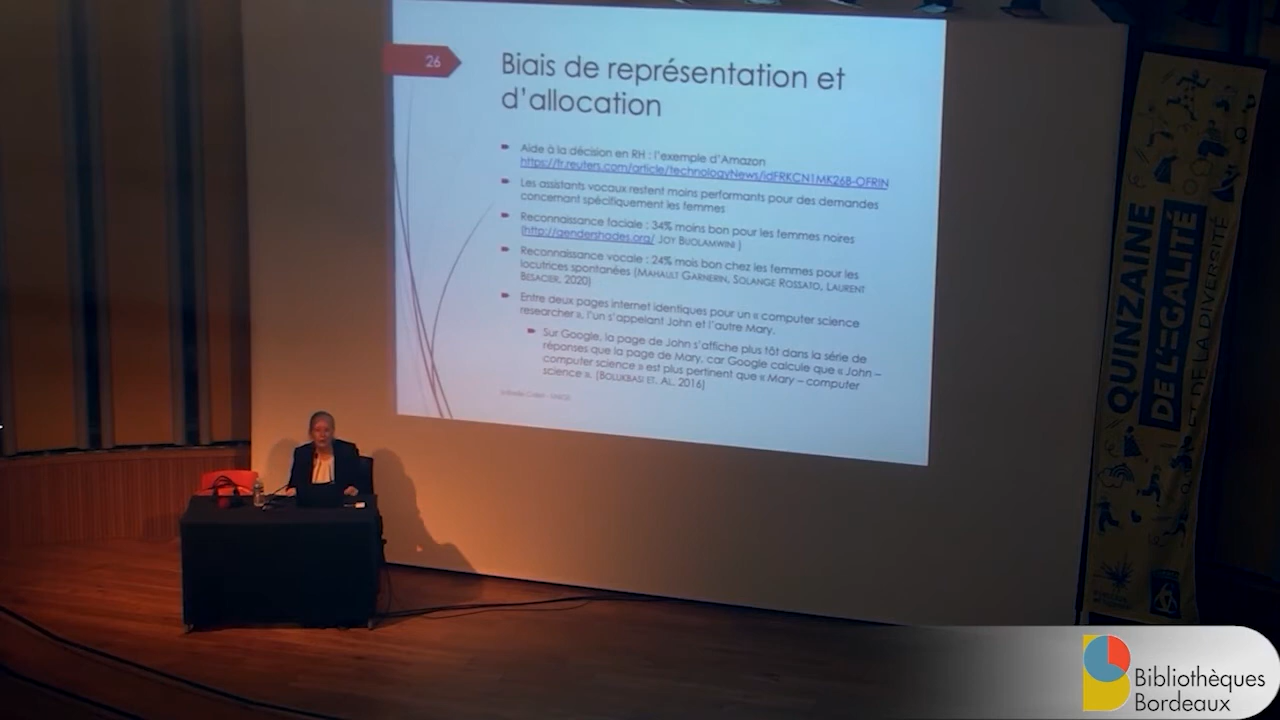 26
Biais de représentation et
d'allocation
Aide à la décision en RH : l'exemple d'Amazon
https://fr.reuters.com/article/technologyNews/idFRKCN1MK26B-OFRIN
Les assistants vocaux restent moins performants pour des demandes
concernant spécifiquement les femmes
Reconnaissance faciale : 34% moins bon pour les femmes noires
(http://gendershades.org/ JOY BUOLAMWINI )
Reconnaissance vocale : 24% mois bon chez les femmes pour les
locutrices spontanées (MAHAULT GARNERIN, SOLANGE ROSSATO, LAURENT
BESACIER, 2020)
Entre deux pages internet identiques pour un « computer science
researcher », l'un s'appelant John et l'autre Mary.
Sur Google, la page de John s'affiche plus tôt dans la série de
réponses que la page de Mary, car Google calcule que « John –
computer science » est plus pertinent que « Mary – computer
science ». (BOLUKBASI ET. AL, 2016)
QUINZAINE
DE L'EGALITÉ
ET DE LA DIVERSITÉ
Bibliothèques
Bordeaux